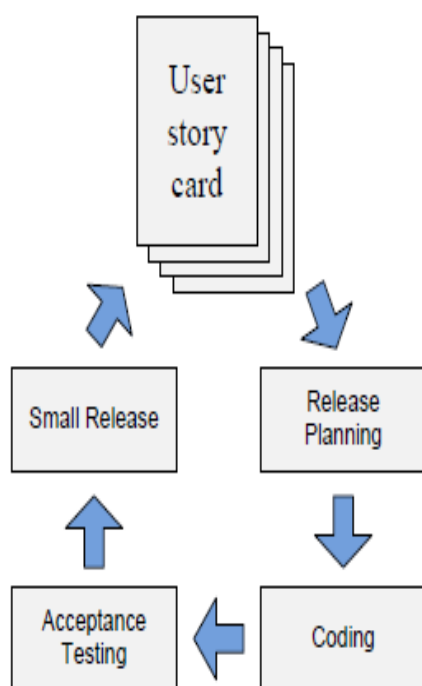 User
story
card
Small Release
Release
Planning
Acceptance
Testing
Coding